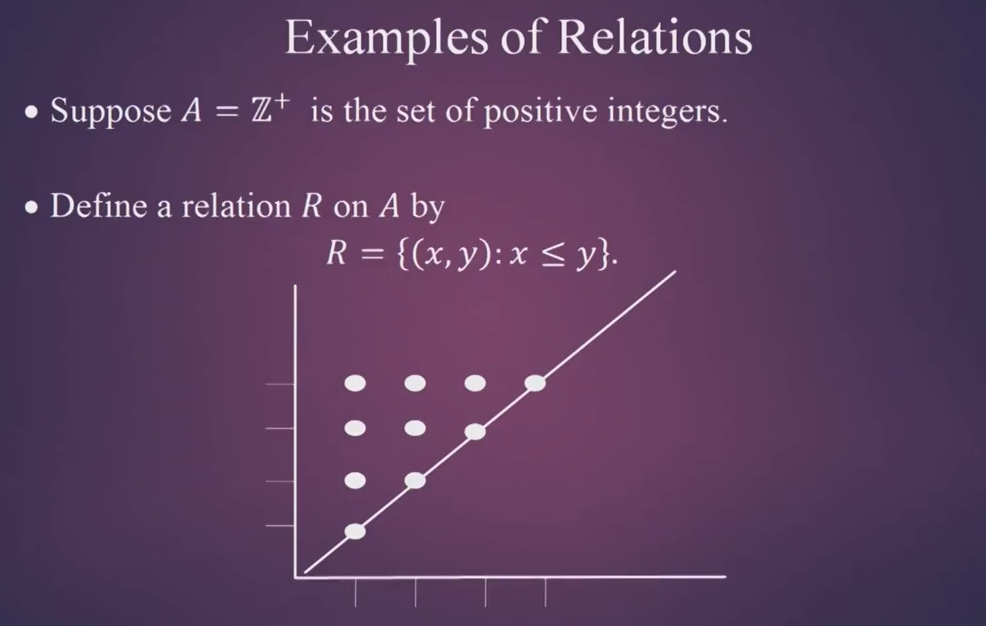 Examples of Relations
• Suppose A = ℤ⁺ is the set of positive integers.
• Define a relation R on A by
R = {(x, y): x ≤ y}.